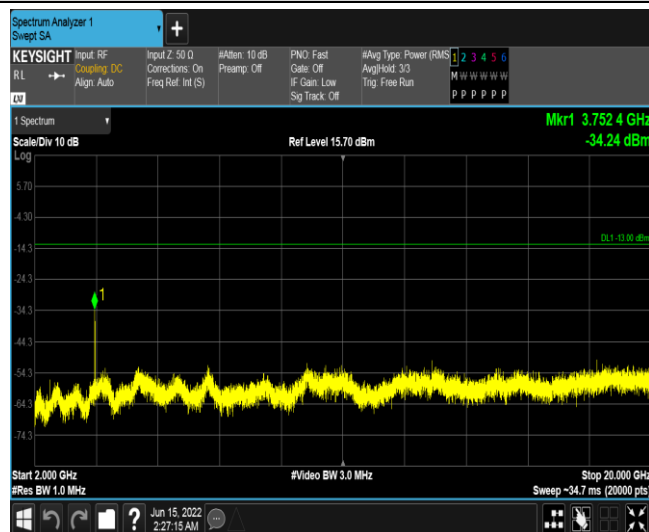 Spectrum Analyzer 1
Swept SA
KEYSIGHT Input: RF Input Z: 50 Ω #Atten: 10 dB PNO: Fast #Avg Type: Power (RMS 1 2 3 4 5 6
RL Coupling: DC Corrections: On Preamp: Off Gate: Off Avg|Hold: 3/3 M W W W W W
Align: Auto Freq Ref: Int (S) IF Gain: Low Trig: Free Run
LXI Sig Track: Off P P P P P P
1 Spectrum Mkr1 3.752 4 GHz
Scale/Div 10 dB Ref Level 15.70 dBm -34.24 dBm
Log
5.70
-4.30
DL1 -13.00 dBm
-14.3
-24.3
1
-34.3
-44.3
-54.3
-64.3
-74.3
Start 2.000 GHz #Video BW 3.0 MHz Stop 20.000 GHz
#Res BW 1.0 MHz Sweep ~34.7 ms (20000 pts)
Jun 15, 2022
2:27:15 AM